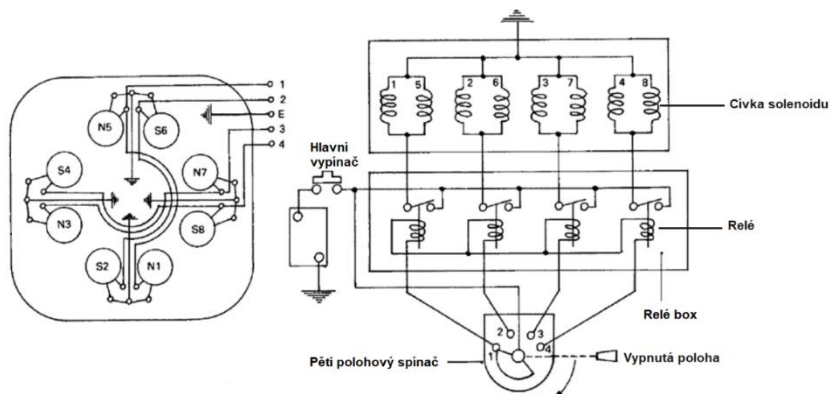 1
2
E
3
4
N5
S6
S4
N7
N3
S8
S2
N1
1 5
2 6
3 7
4 8
Civka solenoidu
Hlavní
vypínač
Relé
Relé box
2
3
1
4
Pěti polohový spínač
Vypnutá poloha